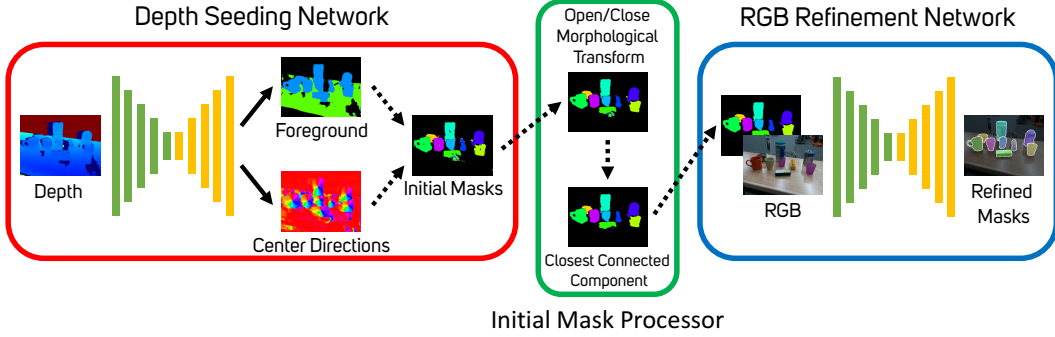 Depth Seeding Network
Depth
Foreground
Center Directions
Initial Masks
Open/Close
Morphological
Transform
Closest Connected
Component
Initial Mask Processor
RGB Refinement Network
RGB
Refined
Masks